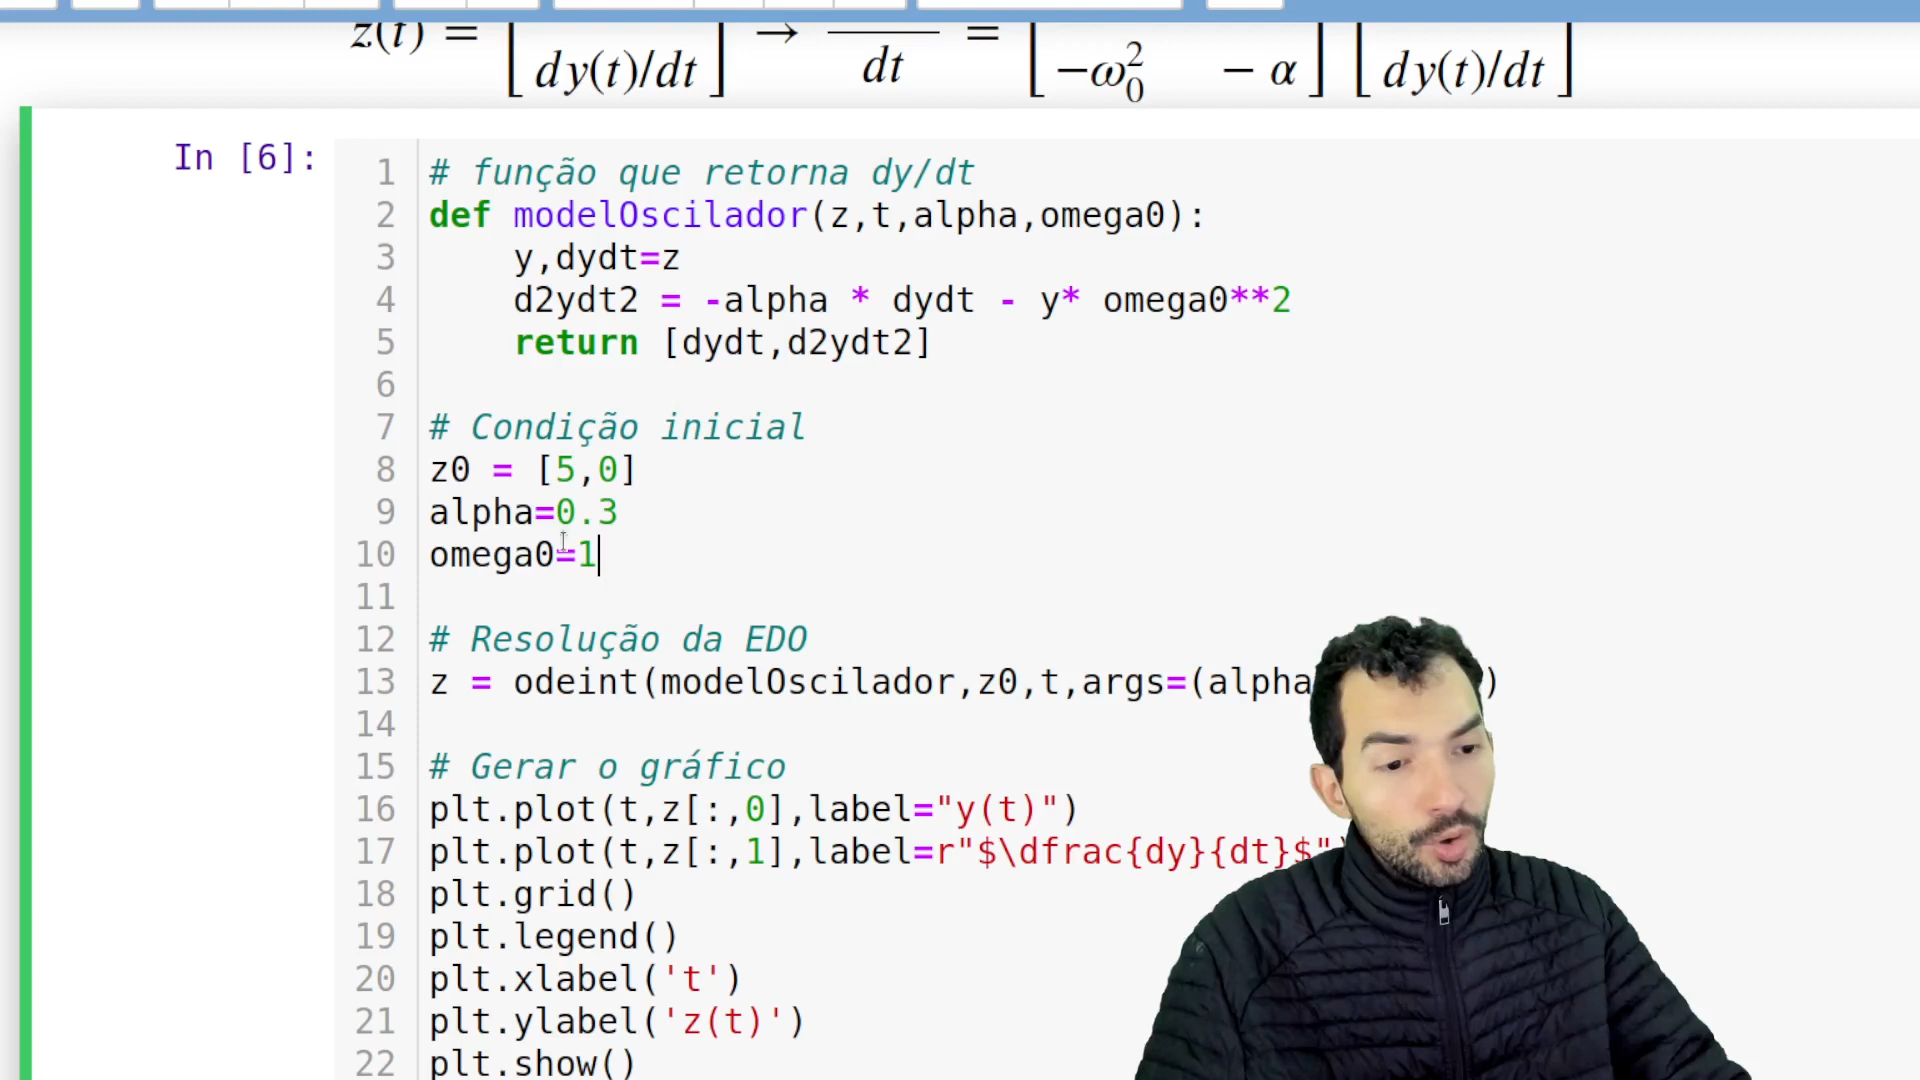 z(t) = [ dy(t)/dt ] → dt = [ −ω₀² − α ] [ dy(t)/dt ]
In [6]:
1 # função que retorna dy/dt
2 def modelOscilador(z,t,alpha,omega0):
3 y,dydt=z
4 d2ydt2 = -alpha * dydt - y* omega0**2
5 return [dydt,d2ydt2]
6
7 # Condição inicial
8 z0 = [5,0]
9 alpha=0.3
10 omega0=1
11
12 # Resolução da EDO
13 z = odeint(modelOscilador,z0,t,args=(alpha )
14
15 # Gerar o gráfico
16 plt.plot(t,z[:,0],label="y(t)")
17 plt.plot(t,z[:,1],label=r"$\dfrac{dy}{dt}$")
18 plt.grid()
19 plt.legend()
20 plt.xlabel('t')
21 plt.ylabel('z(t)')
22 plt.show()